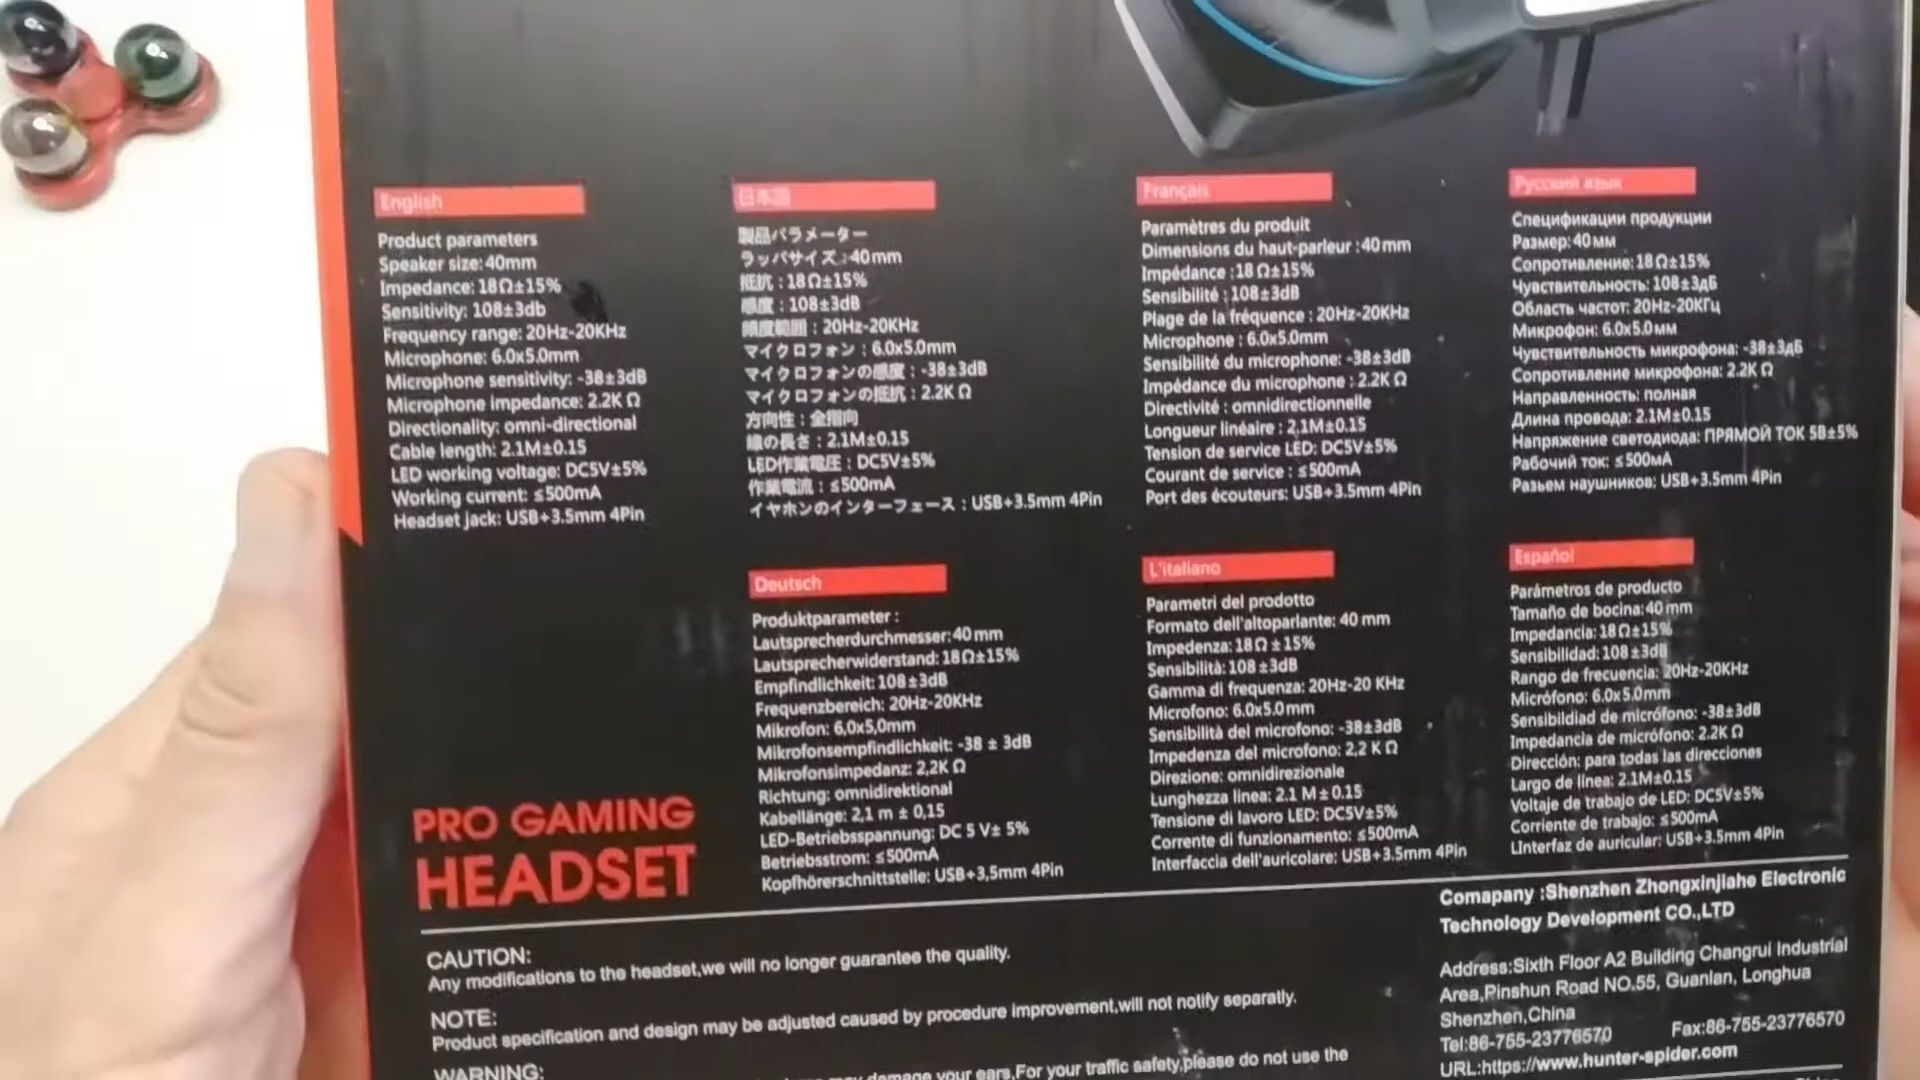 English
Product parameters
Speaker size: 40mm
Impedance: 18Ω±15%
Sensitivity: 108±3db
Frequency range: 20Hz-20KHz
Microphone: 6.0x5.0mm
Microphone sensitivity: -38±3dB
Microphone impedance: 2.2K Ω
Directionality: omni-directional
Cable length: 2.1M±0.15
LED working voltage: DC5V±5%
Working current: ≤500mA
Headset jack: USB+3.5mm 4Pin
日本語
製品パラメーター
ラッパサイズ：40mm
抵抗：18Ω±15%
感度：108±3dB
頻度範囲：20Hz-20KHz
マイクロフォン：6.0x5.0mm
マイクロフォンの感度：-38±3dB
マイクロフォンの抵抗：2.2K Ω
方向性：全指向
線の長さ：2.1M±0.15
LED作業電圧：DC5V±5%
作業電流：≤500mA
イヤホンのインターフェース：USB+3.5mm 4Pin
Français
Paramètres du produit
Dimensions du haut-parleur :40mm
Impédance :18 Ω±15%
Sensibilité : 108±3dB
Plage de la fréquence : 20Hz-20KHz
Microphone : 6.0x5.0mm
Sensibilité du microphone: -38±3dB
Impédance du microphone : 2.2K Ω
Directivité : omnidirectionnelle
Longueur linéaire : 2,1M±0.15
Tension de service LED: DC5V±5%
Courant de service : ≤500mA
Port des écouteurs: USB+3.5mm 4Pin
Русский язык
Спецификации продукции
Размер: 40 мм
Сопротивление: 18Ω±15%
Чувствительность: 108±3дБ
Область частот: 20Hz-20КГц
Микрофон: 6.0x5.0мм
Чувствительность микрофона: -38±3дБ
Сопротивление микрофона: 2.2K Ω
Направленность: полная
Длина провода: 2.1M±0.15
Напряжение светодиода: ПРЯМОЙ ТОК 5В±5%
Рабочий ток: ≤500мА
Разьем наушников: USB+3.5mm 4Pin
Deutsch
Produktparameter :
Lautsprecherdurchmesser: 40 mm
Lautsprecherwiderstand: 18Ω±15%
Empfindlichkeit: 108±3dB
Frequenzbereich: 20Hz-20KHz
Mikrofon: 6,0x5,0mm
Mikrofonsempfindlichkeit: -38 ± 3dB
Mikrofonsimpedanz: 2,2K Ω
Richtung: omnidirektional
Kabellänge: 2,1 m ± 0,15
LED-Betriebsspannung: DC 5 V± 5%
Betriebsstrom: ≤500mA
Kopfhörerschnittstelle: USB+3,5mm 4Pin
L'italiano
Parametri del prodotto
Formato dell'altoparlante: 40 mm
Impedenza: 18Ω ±15%
Sensibilità: 108 ±3dB
Gamma di frequenza: 20Hz-20 KHz
Microfono: 6.0x5.0mm
Sensibilità del microfono: -38±3dB
Impedenza del microfono: 2,2 K Ω
Direzione: omnidirezionale
Lunghezza linea: 2.1 M±0.15
Tensione di lavoro LED: DC5V±5%
Corrente di funzionamento: ≤500mA
Interfaccia dell'auricolare: USB+3.5mm 4Pin
Español
Parámetros de producto
Tamaño de bocina: 40 mm
Impedancia: 18Ω±15%
Sensibilidad: 108 ±3dB
Rango de frecuencia: 20Hz-20KHz
Micrófono: 6.0x5.0mm
Sensibildiad de micrófono: -38±3dB
Impedancia de micrófono: 2.2K Ω
Dirección: para todas las direcciones
Largo de línea: 2.1M±0.15
Voltaje de trabajo de LED: DC5V±5%
Corriente de trabajo: ≤500mA
LInterfaz de auricular: USB+3.5mm 4Pin
PRO GAMING
HEADSET
CAUTION:
Any modifications to the headset,we will no longer guarantee the quality.
NOTE:
Product specification and design may be adjusted caused by procedure improvement,will not notify separatly.
WARNING:
may damage your ears,For your traffic safety,please do not use the
Comapany :Shenzhen Zhongxinjiahe Electronic
Technology Development CO.,LTD
Address:Sixth Floor A2 Building Changrui Industrial
Area,Pinshun Road NO.55, Guanlan, Longhua
Shenzhen,China
Tel:86-755-23776570 Fax:86-755-23776570
URL:https://www.hunter-spider.com